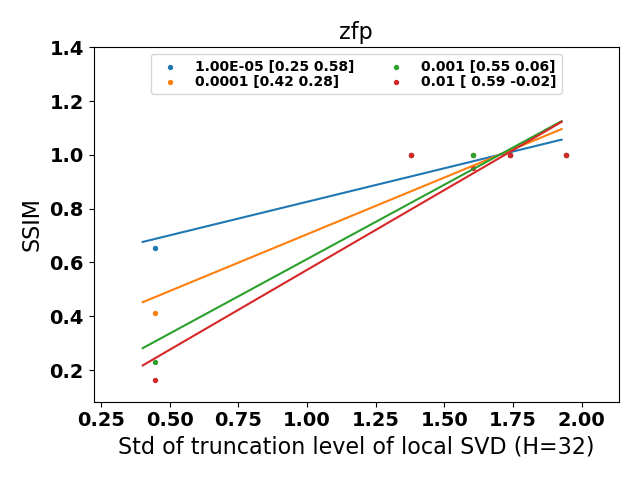 zfp
1.00E-05 [0.25 0.58]
0.0001 [0.42 0.28]
0.001 [0.55 0.06]
0.01 [ 0.59 -0.02]
SSIM
1.4
1.2
1.0
0.8
0.6
0.4
0.2
0.25 0.50 0.75 1.00 1.25 1.50 1.75 2.00
Std of truncation level of local SVD (H=32)